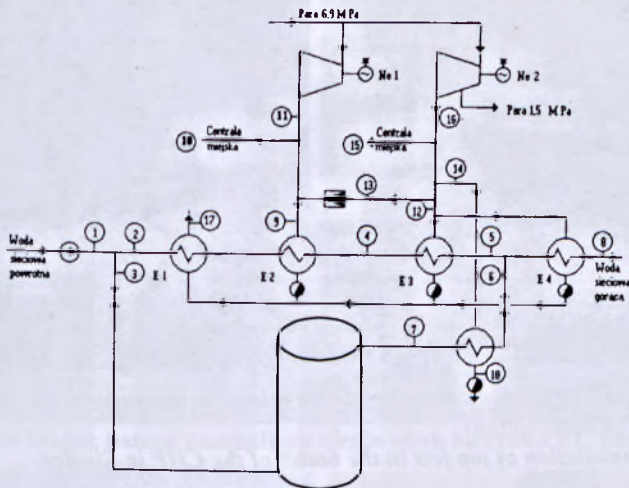 Para 6,9 M Pa
Ne 1
Ne 2
11
16
Para 1,5 M Pa
10
Centrala
miejska
15
Centrala
miejska
14
13
17
9
12
Woda
sieciowa
powrotna
1
2
4
5
8
3
6
E 1
E 2
E 3
E 4
Woda
sieciowa
gorąca
7
18